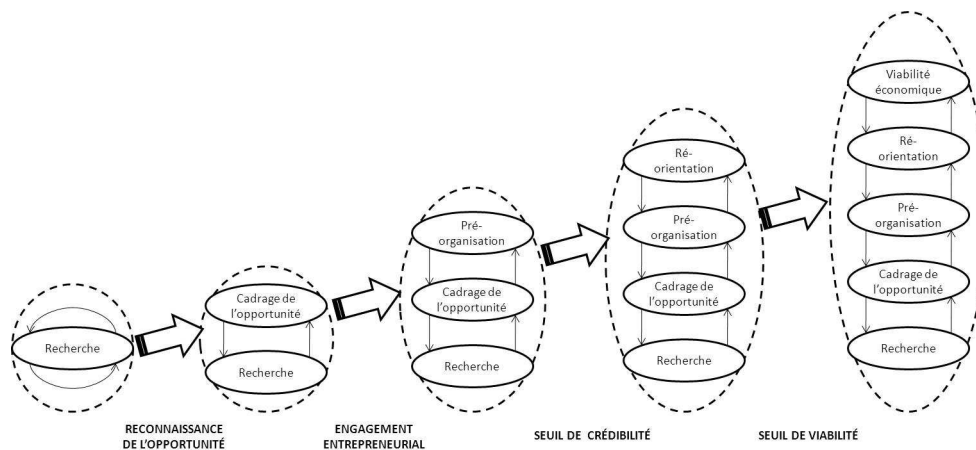 Recherche
Cadrage de
l'opportunité
Recherche
Pré-
organisation
Cadrage de
l'opportunité
Recherche
Ré-
orientation
Pré-
organisation
Cadrage de
l'opportunité
Recherche
Viabilité
économique
Ré-
orientation
Pré-
organisation
Cadrage de
l'opportunité
Recherche
RECONNAISSANCE
DE L'OPPORTUNITÉ
ENGAGEMENT
ENTREPRENEURIAL
SEUIL DE CRÉDIBILITÉ
SEUIL DE VIABILITÉ